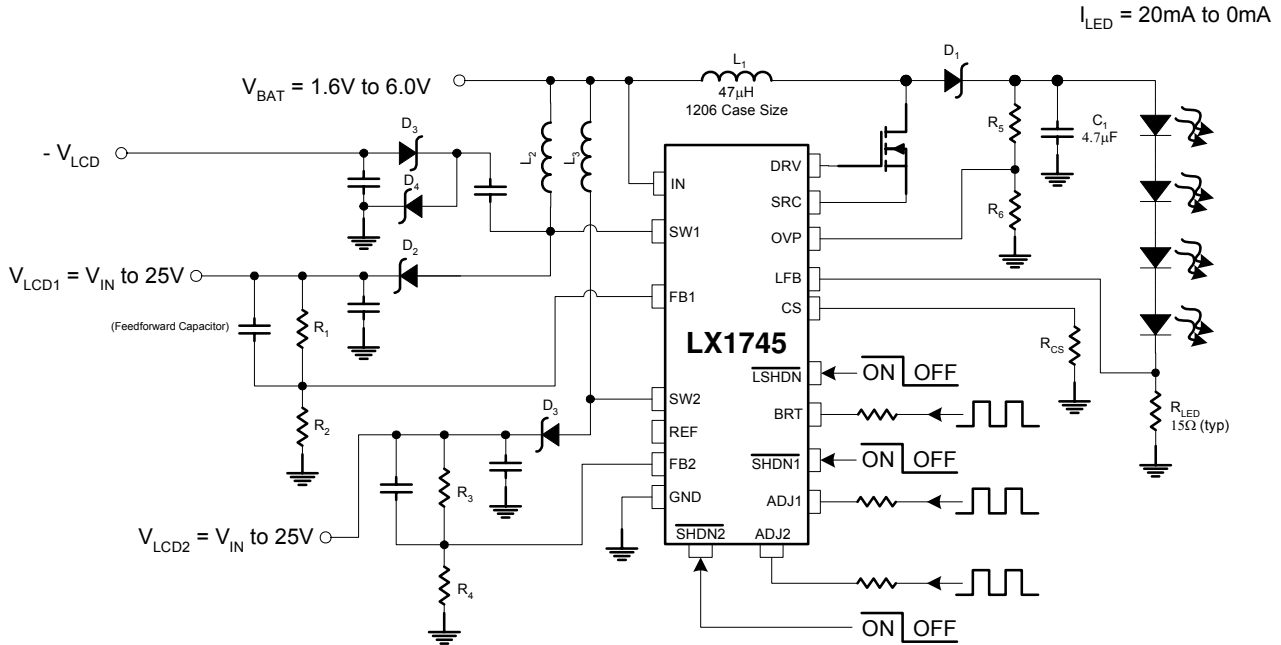 I_LED = 20mA to 0mA
V_BAT = 1.6V to 6.0V
L_1
47µH
1206 Case Size
D_1
R_5
C_1
4.7µF
D_3
- V_LCD
D_4
L_2
L_3
DRV
IN
SRC
R_6
SW1
OVP
D_2
V_LCD1 = V_IN to 25V
LFB
FB1
CS
(Feedforward Capacitor)
R_1
LX1745
R_CS
LSHDN
ON OFF
SW2
D_3
BRT
R_LED
15Ω (typ)
R_2
REF
FB2
SHDN1
ON OFF
R_3
GND
ADJ1
V_LCD2 = V_IN to 25V
SHDN2
ADJ2
R_4
ON OFF